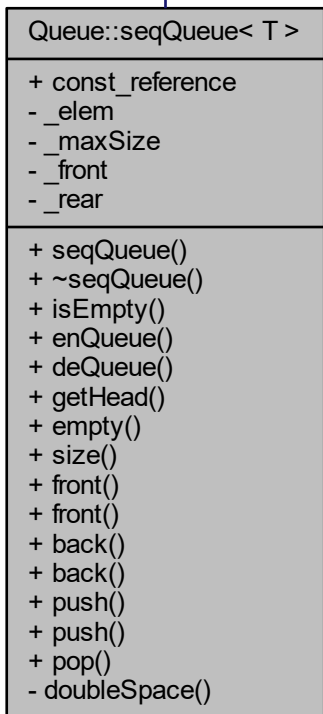 Queue::seqQueue< T >
+ const_reference
- _elem
- _maxSize
- _front
- _rear
+ seqQueue()
+ ~seqQueue()
+ isEmpty()
+ enQueue()
+ deQueue()
+ getHead()
+ empty()
+ size()
+ front()
+ front()
+ back()
+ back()
+ push()
+ push()
+ pop()
- doubleSpace()